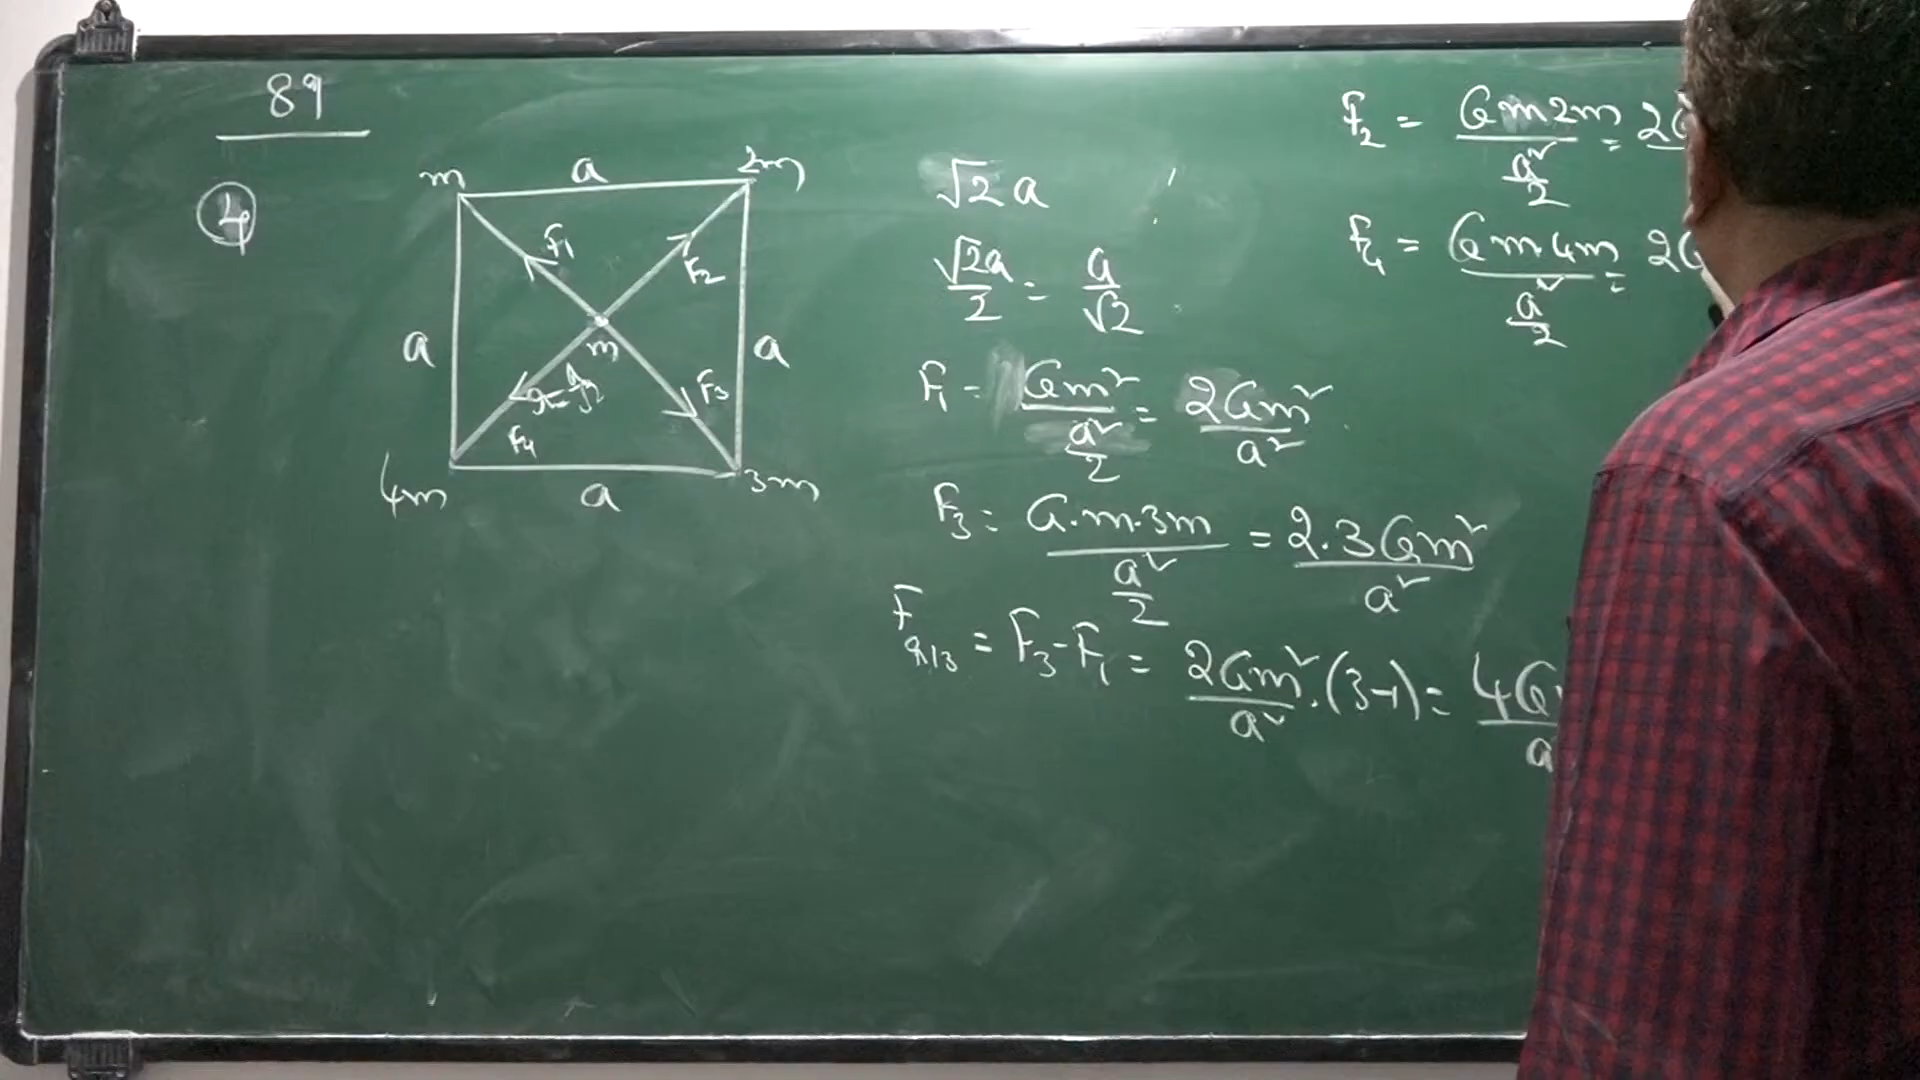 89
4
m a 2m
F₁ F₂
a m a
r = a/√2 F₃
F₄
4m a 3m
√2 a
√2a/2 = a/√2
F₁ = Gm²/(a²/2) = 2Gm²/a²
F₃ = G.m.3m/(a²/2) = 2.3Gm²/a²
F_R13 = F₃ - F₁ = 2Gm²/a² . (3-1) = 4G
a
F₂ = Gm2m/(a²/2) = 2G
F₄ = Gm4m/(a²/2) = 2G